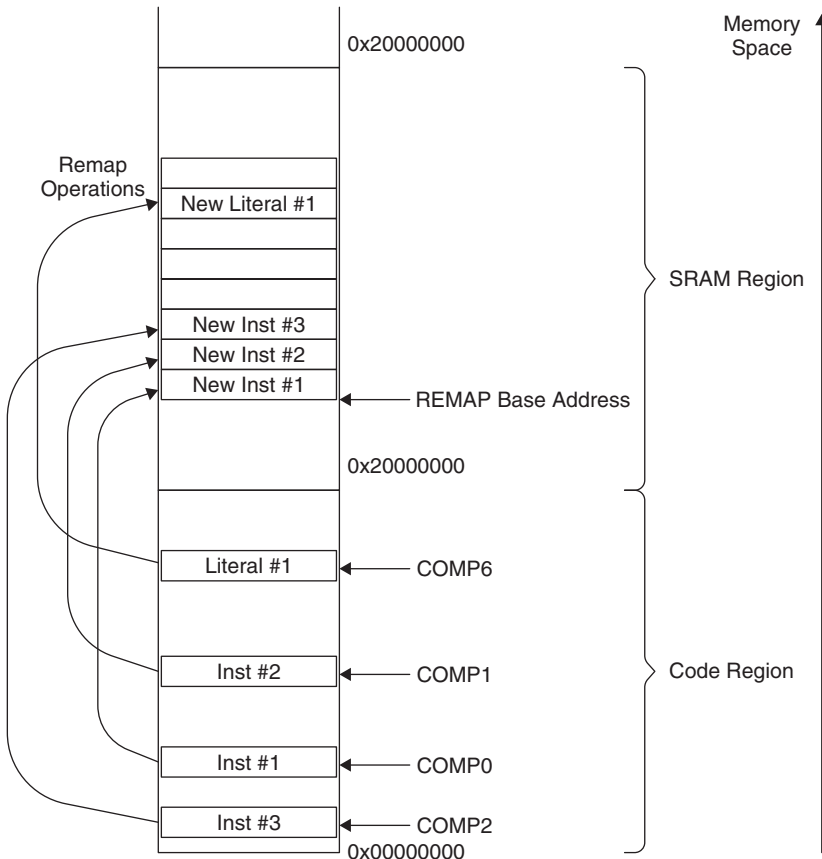 Memory
Space
0x20000000
Remap
Operations
New Literal #1
SRAM Region
New Inst #3
New Inst #2
New Inst #1
REMAP Base Address
0x20000000
Literal #1
COMP6
Inst #2
COMP1
Code Region
Inst #1
COMP0
Inst #3
COMP2
0x00000000